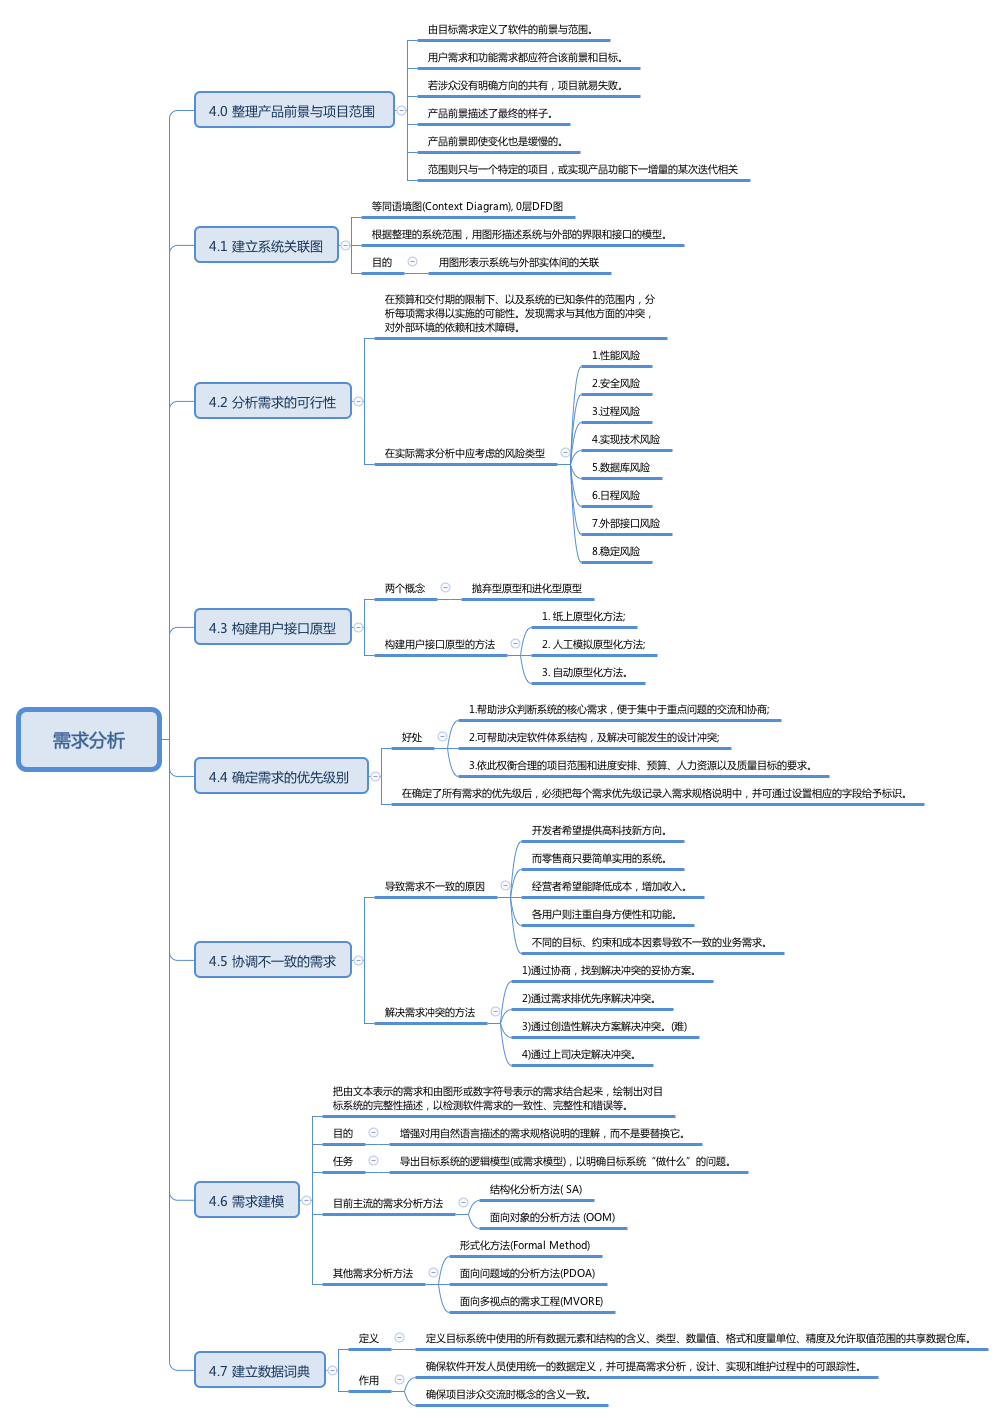 需求分析
4.0 整理产品前景与项目范围
由目标需求定义了软件的前景与范围。
用户需求和功能需求都应符合该前景和目标。
若涉众没有明确方向的共有，项目就易失败。
产品前景描述了最终的样子。
产品前景即使变化也是缓慢的。
范围则只与一个特定的项目，或实现产品功能下一增量的某次迭代相关
4.1 建立系统关联图
等同语境图(Context Diagram), 0层DFD图
根据整理的系统范围，用图形描述系统与外部的界限和接口的模型。
目的
用图形表示系统与外部实体间的关联
4.2 分析需求的可行性
在预算和交付期的限制下、以及系统的已知条件的范围内，分
析每项需求得以实施的可能性。发现需求与其他方面的冲突，
对外部环境的依赖和技术障碍。
在实际需求分析中应考虑的风险类型
1.性能风险
2.安全风险
3.过程风险
4.实现技术风险
5.数据库风险
6.日程风险
7.外部接口风险
8.稳定风险
4.3 构建用户接口原型
两个概念
抛弃型原型和进化型原型
构建用户接口原型的方法
1. 纸上原型化方法;
2. 人工模拟原型化方法;
3. 自动原型化方法。
4.4 确定需求的优先级别
好处
1.帮助涉众判断系统的核心需求，便于集中于重点问题的交流和协商;
2.可帮助决定软件体系结构，及解决可能发生的设计冲突;
3.依此权衡合理的项目范围和进度安排、预算、人力资源以及质量目标的要求。
在确定了所有需求的优先级后，必须把每个需求优先级记录入需求规格说明中，并可通过设置相应的字段给予标识。
4.5 协调不一致的需求
导致需求不一致的原因
开发者希望提供高科技新方向。
而零售商只要简单实用的系统。
经营者希望能降低成本，增加收入。
各用户则注重自身方便性和功能。
不同的目标、约束和成本因素导致不一致的业务需求。
解决需求冲突的方法
1)通过协商，找到解决冲突的妥协方案。
2)通过需求排优先序解决冲突。
3)通过创造性解决方案解决冲突。(难)
4)通过上司决定解决冲突。
4.6 需求建模
把由文本表示的需求和由图形或数字符号表示的需求结合起来，绘制出对目
标系统的完整性描述，以检测软件需求的一致性、完整性和错误等。
目的
增强对用自然语言描述的需求规格说明的理解，而不是要替换它。
任务
导出目标系统的逻辑模型(或需求模型)，以明确目标系统“做什么”的问题。
目前主流的需求分析方法
结构化分析方法( SA)
面向对象的分析方法 (OOM)
其他需求分析方法
形式化方法(Formal Method)
面向问题域的分析方法(PDOA)
面向多视点的需求工程(MVORE)
4.7 建立数据词典
定义
定义目标系统中使用的所有数据元素和结构的含义、类型、数量值、格式和度量单位、精度及允许取值范围的共享数据仓库。
作用
确保软件开发人员使用统一的数据定义，并可提高需求分析，设计、实现和维护过程中的可跟踪性。
确保项目涉众交流时概念的含义一致。